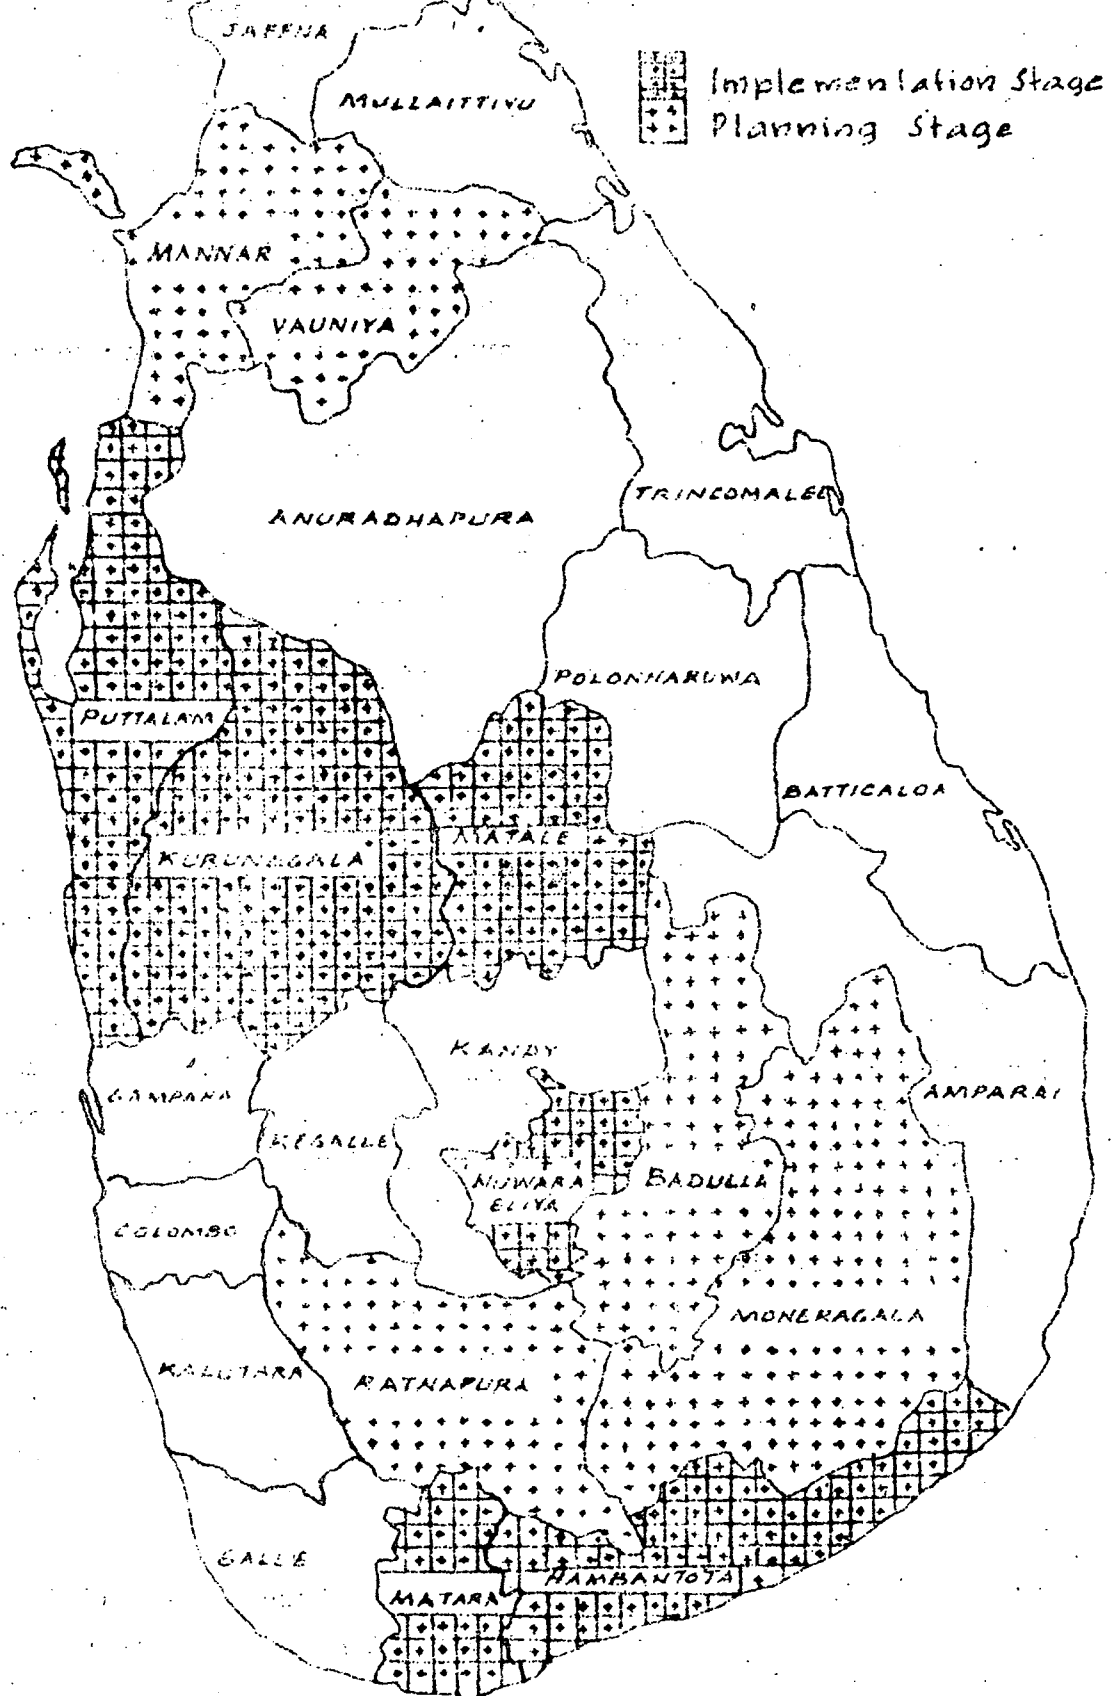 JAFFNA
MULLAITTIVU
Implementation Stage
Planning Stage
MANNAR
VAUNIYA
ANURADHAPURA
TRINCOMALEE
POLONNARUWA
PUTTALAM
BATTICALOA
MATALE
KURUNEGALA
KANDY
GAMPAHA
AMPARAI
KEGALLE
NUWARA
ELIYA
BADULLA
COLOMBO
MONERAGALA
KALUTARA
RATNAPURA
GALLE
HAMBANTOTA
MATARA